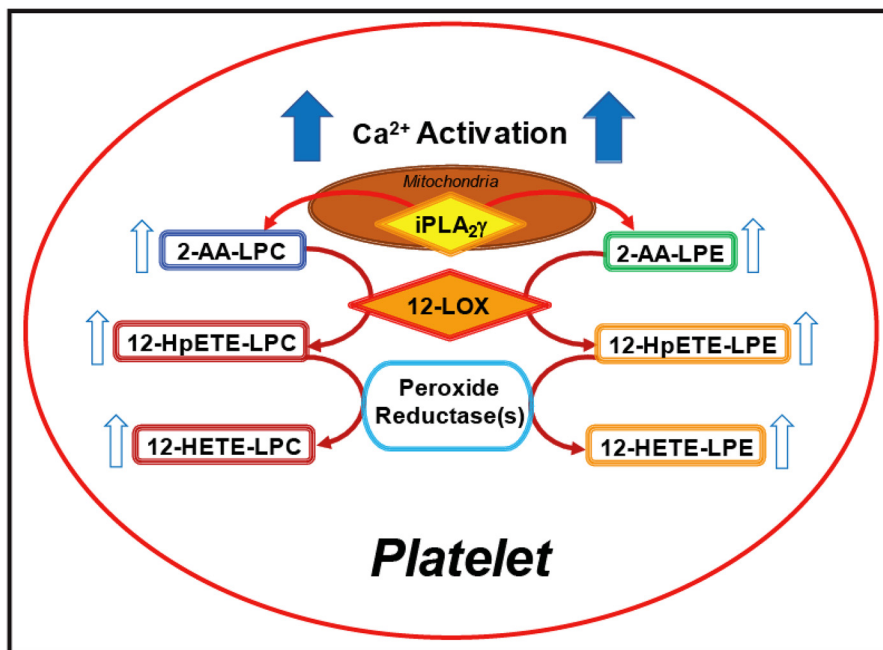 Ca²⁺ Activation
Mitochondria
iPLA₂γ
2-AA-LPC
2-AA-LPE
12-LOX
12-HpETE-LPC
12-HpETE-LPE
Peroxide
Reductase(s)
12-HETE-LPC
12-HETE-LPE
Platelet